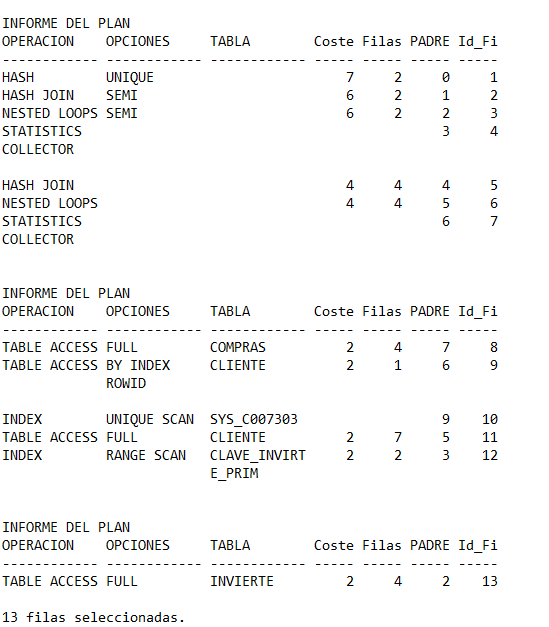 INFORME DEL PLAN
OPERACION    OPCIONES     TABLA        Coste Filas PADRE Id_Fi
------------ ------------ ------------ ----- ----- ----- -----
HASH         UNIQUE                        7     2     0     1
HASH JOIN    SEMI                          6     2     1     2
NESTED LOOPS SEMI                          6     2     2     3
STATISTICS                                             3     4
COLLECTOR
HASH JOIN                                  4     4     4     5
NESTED LOOPS                               4     4     5     6
STATISTICS                                             6     7
COLLECTOR
INFORME DEL PLAN
OPERACION    OPCIONES     TABLA        Coste Filas PADRE Id_Fi
------------ ------------ ------------ ----- ----- ----- -----
TABLE ACCESS FULL         COMPRAS          2     4     7     8
TABLE ACCESS BY INDEX     CLIENTE          2     1     6     9
             ROWID
INDEX        UNIQUE SCAN  SYS_C007303                  9    10
TABLE ACCESS FULL         CLIENTE          2     7     5    11
INDEX        RANGE SCAN   CLAVE_INVIRT     2     2     3    12
                          E_PRIM
INFORME DEL PLAN
OPERACION    OPCIONES     TABLA        Coste Filas PADRE Id_Fi
------------ ------------ ------------ ----- ----- ----- -----
TABLE ACCESS FULL         INVIERTE         2     4     2    13
13 filas seleccionadas.